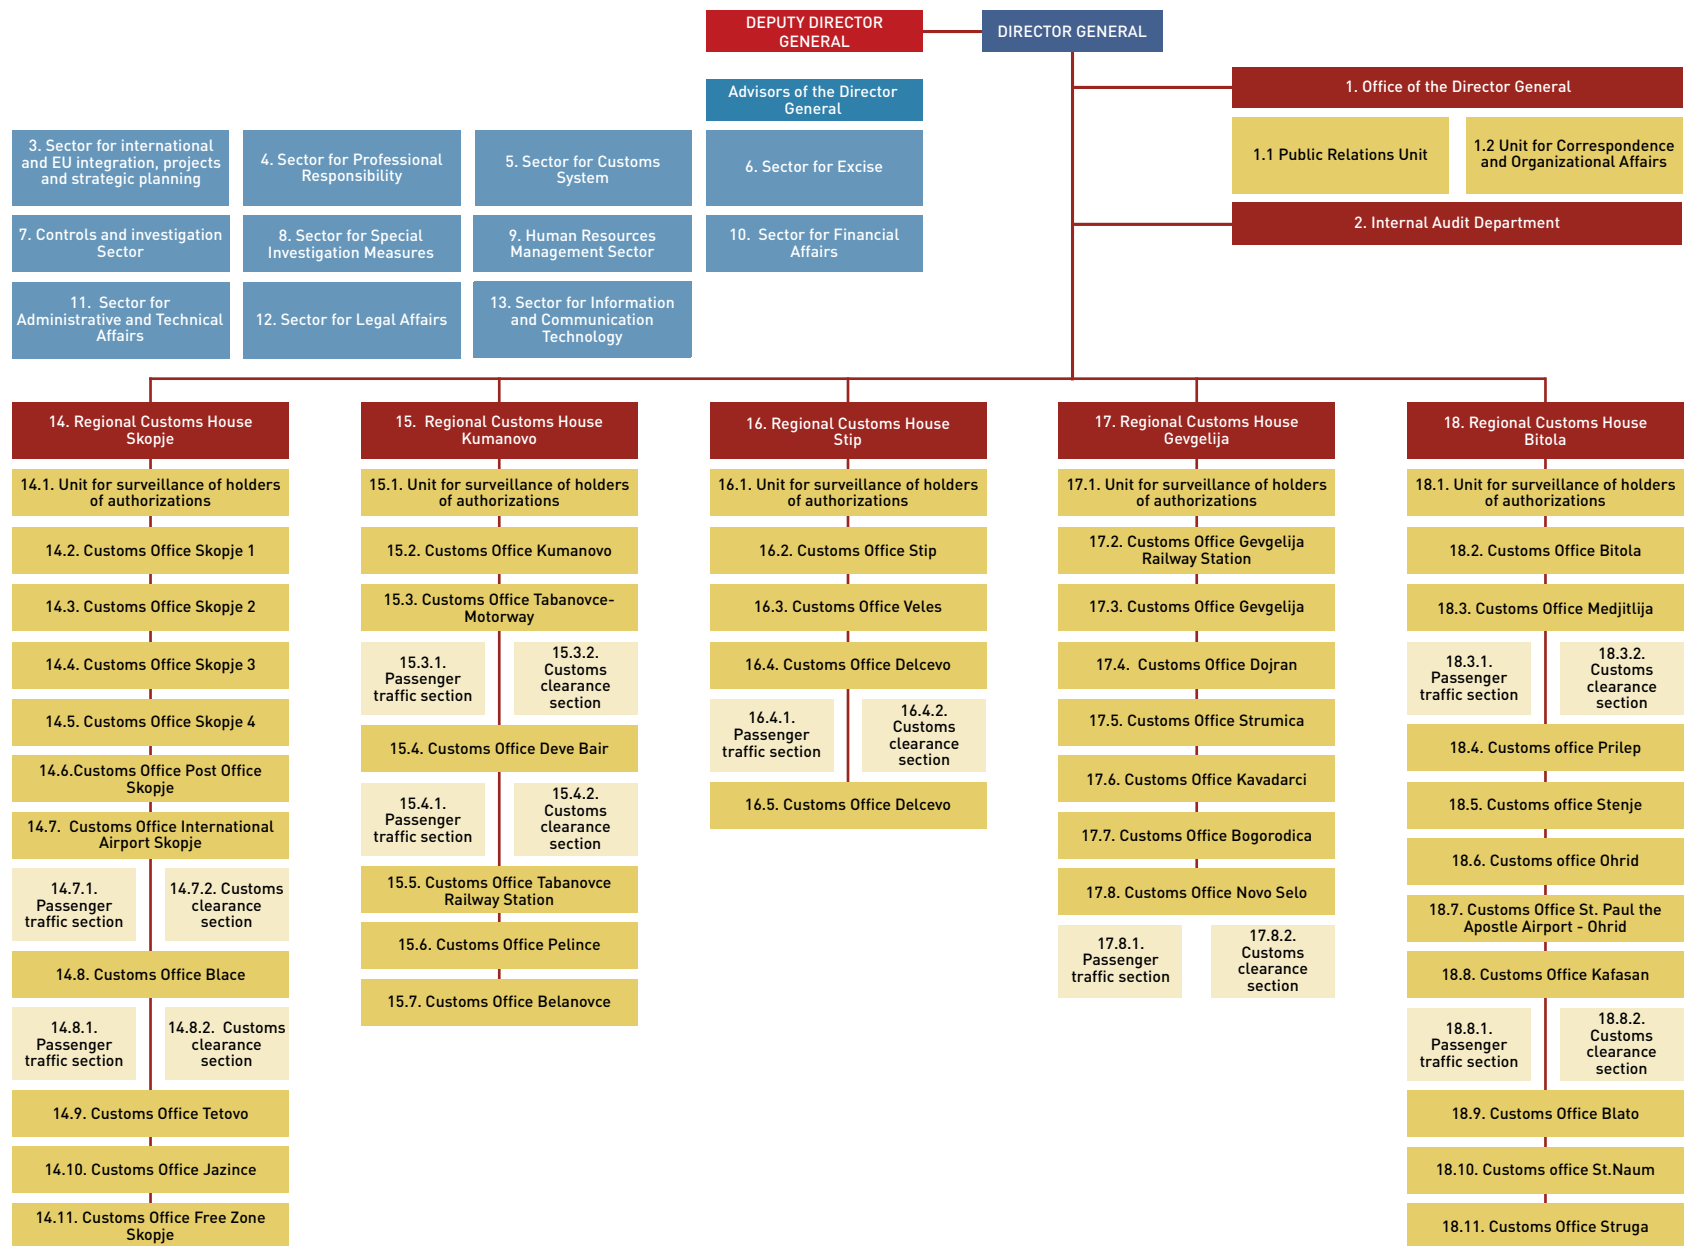 DEPUTY DIRECTOR
GENERAL
DIRECTOR GENERAL
Advisors of the Director
General
1. Office of the Director General
1.1 Public Relations Unit
1.2 Unit for Correspondence
and Organizational Affairs
2. Internal Audit Department
3. Sector for international
and EU integration, projects
and strategic planning
4. Sector for Professional
Responsibility
5. Sector for Customs
System
6. Sector for Excise
7. Controls and investigation
Sector
8. Sector for Special
Investigation Measures
9. Human Resources
Management Sector
10. Sector for Financial
Affairs
11. Sector for
Administrative and Technical
Affairs
12. Sector for Legal Affairs
13. Sector for Information
and Communication
Technology
14. Regional Customs House
Skopje
14.1. Unit for surveillance of holders
of authorizations
14.2. Customs Office Skopje 1
14.3. Customs Office Skopje 2
14.4. Customs Office Skopje 3
14.5. Customs Office Skopje 4
14.6.Customs Office Post Office
Skopje
14.7. Customs Office International
Airport Skopje
14.7.1.
Passenger
traffic section
14.7.2. Customs
clearance
section
14.8. Customs Office Blace
14.8.1.
Passenger
traffic section
14.8.2. Customs
clearance
section
14.9. Customs Office Tetovo
14.10. Customs Office Jazince
14.11. Customs Office Free Zone
Skopje
15. Regional Customs House
Kumanovo
15.1. Unit for surveillance of holders
of authorizations
15.2. Customs Office Kumanovo
15.3. Customs Office Tabanovce-
Motorway
15.3.1.
Passenger
traffic section
15.3.2.
Customs
clearance
section
15.4. Customs Office Deve Bair
15.4.1.
Passenger
traffic section
15.4.2.
Customs
clearance
section
15.5. Customs Office Tabanovce
Railway Station
15.6. Customs Office Pelince
15.7. Customs Office Belanovce
16. Regional Customs House
Stip
16.1. Unit for surveillance of holders
of authorizations
16.2. Customs Office Stip
16.3. Customs Office Veles
16.4. Customs Office Delcevo
16.4.1.
Passenger
traffic section
16.4.2.
Customs
clearance
section
16.5. Customs Office Delcevo
17. Regional Customs House
Gevgelija
17.1. Unit for surveillance of holders
of authorizations
17.2. Customs Office Gevgelija
Railway Station
17.3. Customs Office Gevgelija
17.4. Customs Office Dojran
17.5. Customs Office Strumica
17.6. Customs Office Kavadarci
17.7. Customs Office Bogorodica
17.8. Customs Office Novo Selo
17.8.1.
Passenger
traffic section
17.8.2.
Customs
clearance
section
18. Regional Customs House
Bitola
18.1. Unit for surveillance of holders
of authorizations
18.2. Customs Office Bitola
18.3. Customs Office Medjitlija
18.3.1.
Passenger
traffic section
18.3.2.
Customs
clearance
section
18.4. Customs office Prilep
18.5. Customs office Stenje
18.6. Customs office Ohrid
18.7. Customs Office St. Paul the
Apostle Airport - Ohrid
18.8. Customs Office Kafasan
18.8.1.
Passenger
traffic section
18.8.2.
Customs
clearance
section
18.9. Customs Office Blato
18.10. Customs office St.Naum
18.11. Customs Office Struga